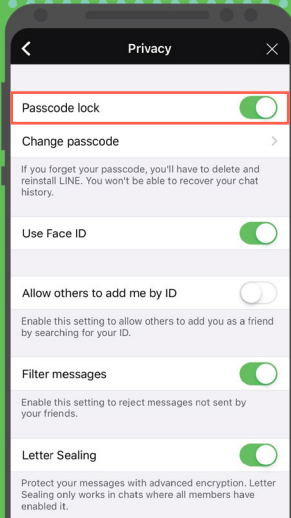 Privacy
Passcode lock
Change passcode
If you forget your passcode, you'll have to delete and
reinstall LINE. You won't be able to recover your chat
history.
Use Face ID
Allow others to add me by ID
Enable this setting to allow others to add you as a friend
by searching for your ID.
Filter messages
Enable this setting to reject messages not sent by
your friends.
Letter Sealing
Protect your messages with advanced encryption. Letter
Sealing only works in chats where all members have
enabled it.